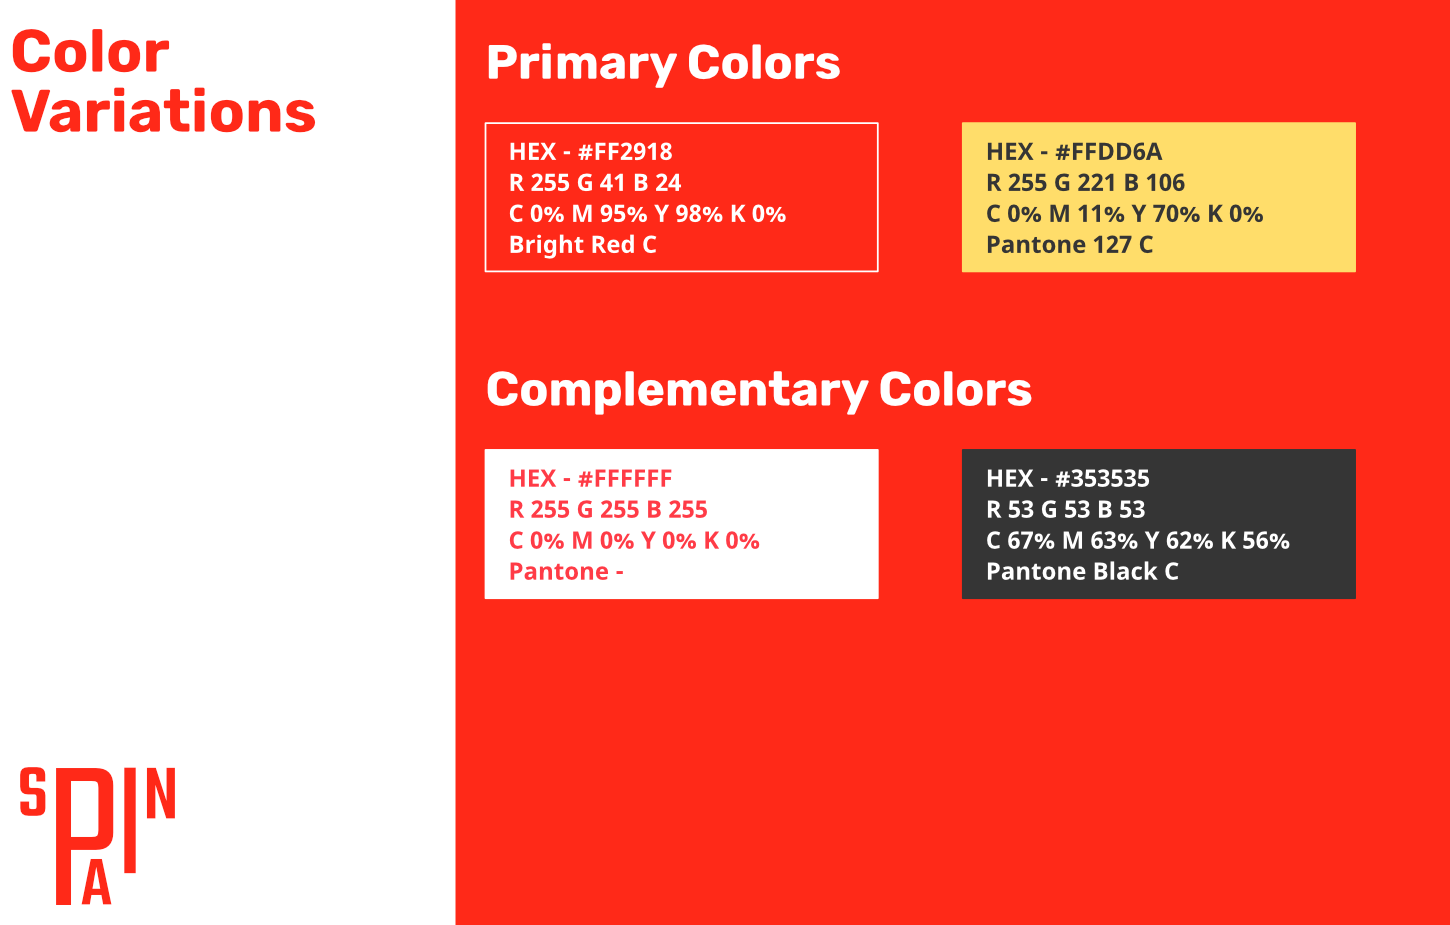 Color
Variations
Primary Colors
HEX - #FF2918
R 255 G 41 B 24
C 0% M 95% Y 98% K 0%
Bright Red C
HEX - #FFDD6A
R 255 G 221 B 106
C 0% M 11% Y 70% K 0%
Pantone 127 C
Complementary Colors
HEX - #FFFFFF
R 255 G 255 B 255
C 0% M 0% Y 0% K 0%
Pantone -
HEX - #353535
R 53 G 53 B 53
C 67% M 63% Y 62% K 56%
Pantone Black C
SPAIN